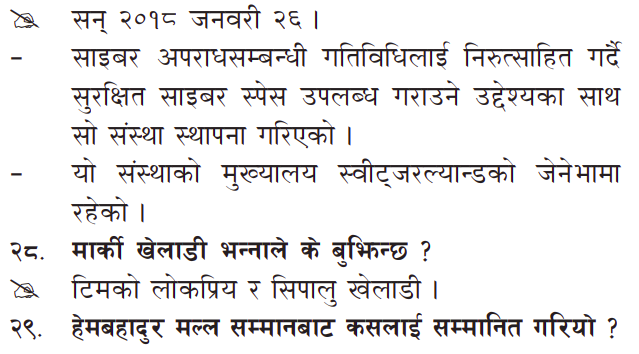 सन् २०१८ जनवरी २६ ।
– साइबर अपराधसम्बन्धी गतिविधिलाई निरुत्साहित गर्दै
सुरक्षित साइबर स्पेस उपलब्ध गराउने उद्देश्यका साथ
सो संस्था स्थापना गरिएको ।
– यो संस्थाको मुख्यालय स्वीट्जरल्यान्डको जेनेभामा
रहेको ।
२८. मार्की खेलाडी भन्नाले के बुझिन्छ ?
टिमको लोकप्रिय र सिपालु खेलाडी ।
२९. हेमबहादुर मल्ल सम्मानबाट कसलाई सम्मानित गरियो ?